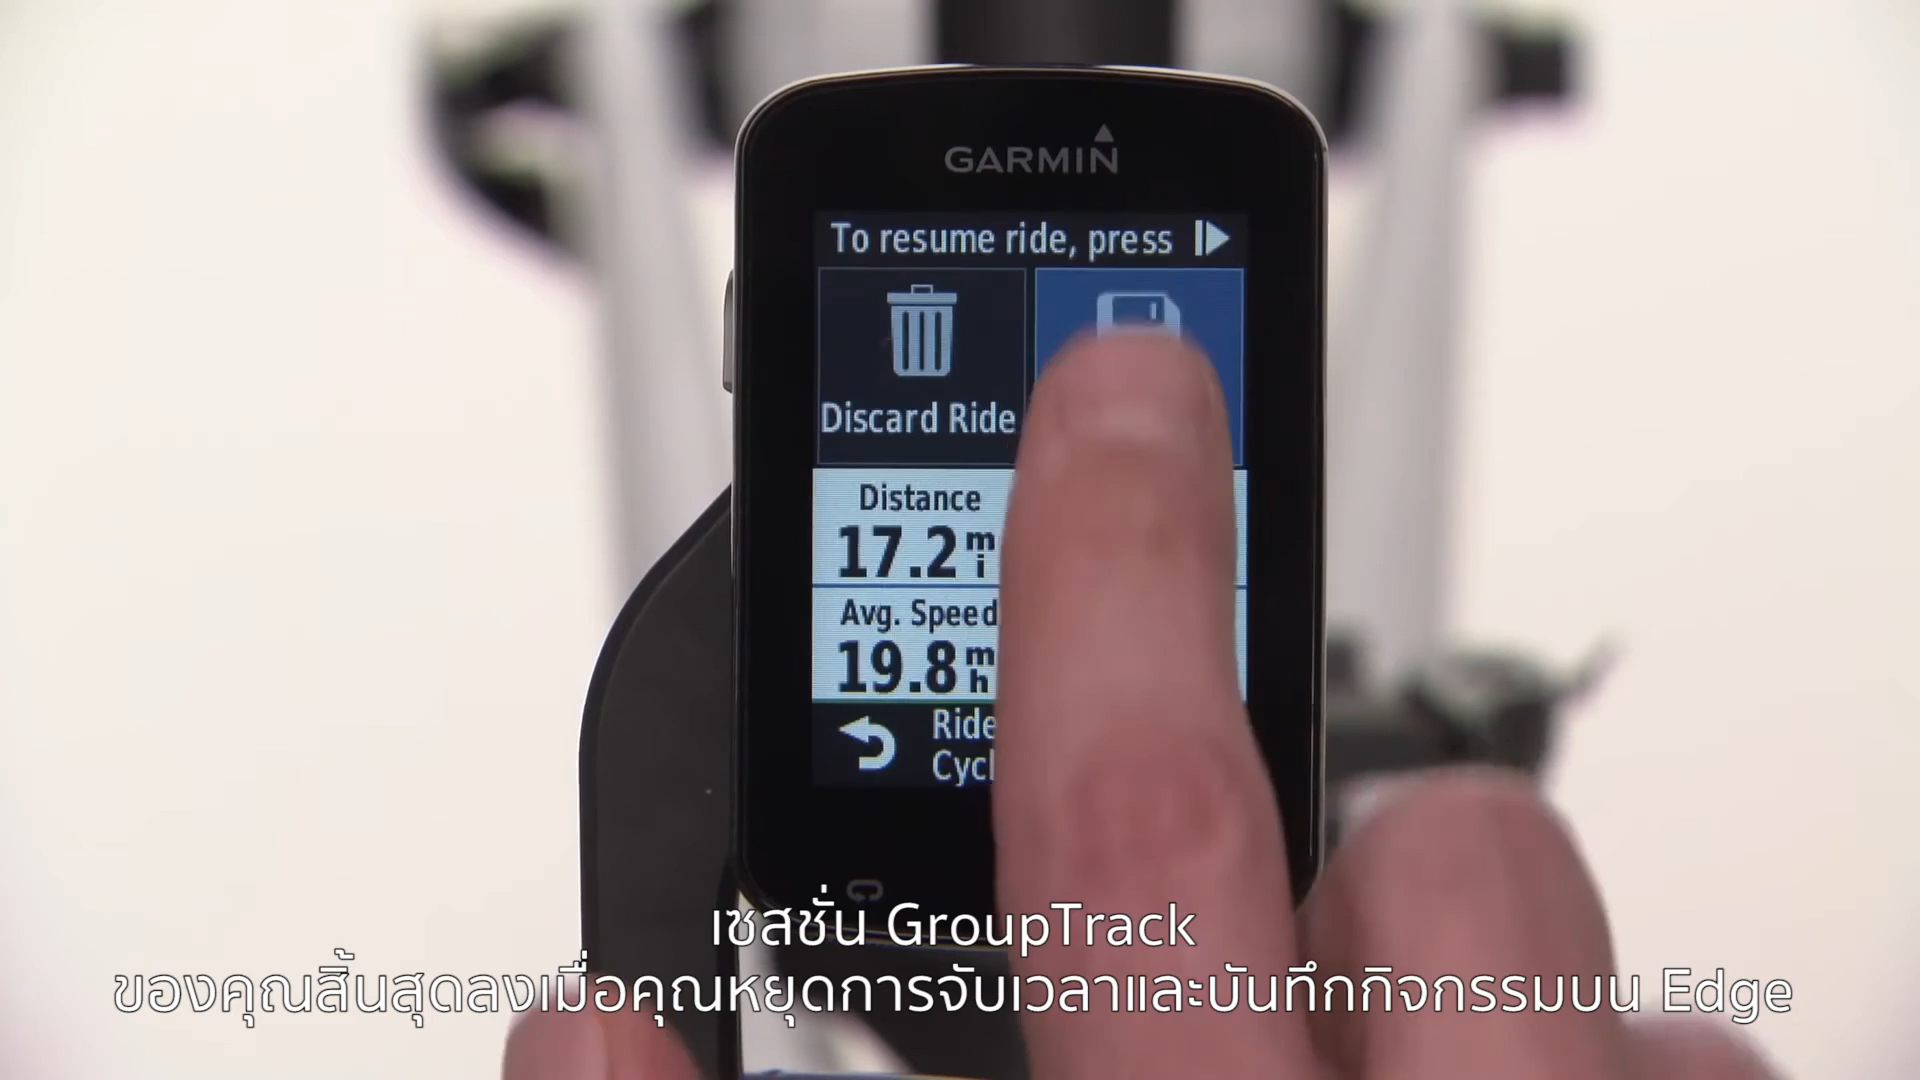 GARMIN
To resume ride, press
Discard Ride
Distance
17.2 mi
Avg. Speed
19.8 mh
Ride
เซสชั่น GroupTrack
ของคุณสิ้นสุดลงเมื่อคุณหยุดการจับเวลาและบันทึกกิจกรรมบน Edge